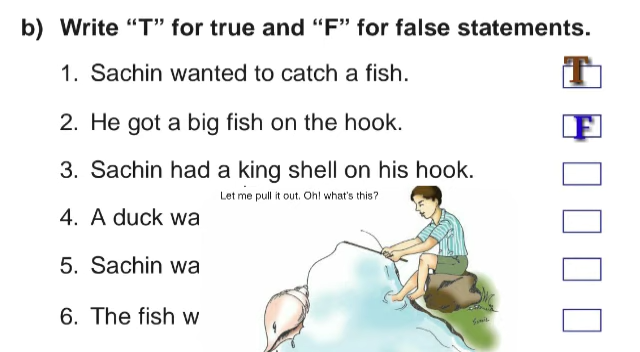 b) Write “T” for true and “F” for false statements.
1. Sachin wanted to catch a fish. T
2. He got a big fish on the hook. F
3. Sachin had a king shell on his hook.
Let me pull it out. Oh! what's this?
4. A duck wa
5. Sachin wa
6. The fish w